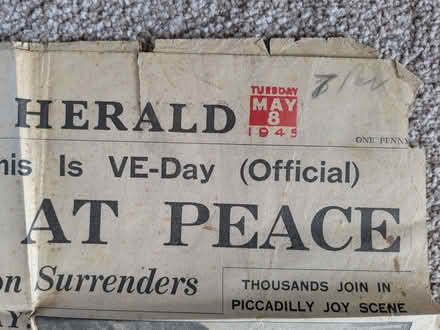 HERALD
TUESDAY
MAY
8
1945
ONE PENNY
his Is VE-Day (Official)
AT PEACE
on Surrenders
THOUSANDS JOIN IN
PICCADILLY JOY SCENE
AY.